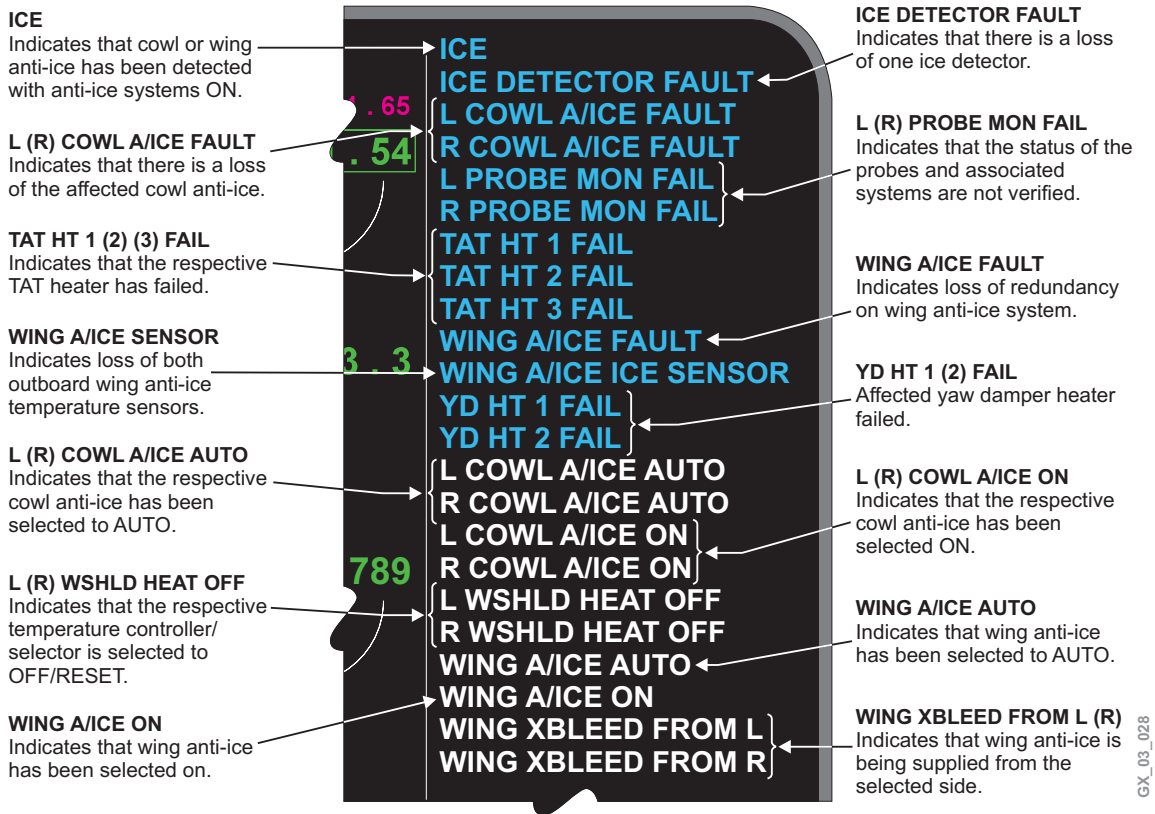 ICE
Indicates that cowl or wing
anti-ice has been detected
with anti-ice systems ON.
L (R) COWL A/ICE FAULT
Indicates that there is a loss
of the affected cowl anti-ice.
TAT HT 1 (2) (3) FAIL
Indicates that the respective
TAT heater has failed.
WING A/ICE SENSOR
Indicates loss of both
outboard wing anti-ice
temperature sensors.
L (R) COWL A/ICE AUTO
Indicates that the respective
cowl anti-ice has been
selected to AUTO.
L (R) WSHLD HEAT OFF
Indicates that the respective
temperature controller/
selector is selected to
OFF/RESET.
WING A/ICE ON
Indicates that wing anti-ice
has been selected on.
. 65
. 54
3 . 3
789
ICE
ICE DETECTOR FAULT
L COWL A/ICE FAULT
R COWL A/ICE FAULT
L PROBE MON FAIL
R PROBE MON FAIL
TAT HT 1 FAIL
TAT HT 2 FAIL
TAT HT 3 FAIL
WING A/ICE FAULT
WING A/ICE ICE SENSOR
YD HT 1 FAIL
YD HT 2 FAIL
L COWL A/ICE AUTO
R COWL A/ICE AUTO
L COWL A/ICE ON
R COWL A/ICE ON
L WSHLD HEAT OFF
R WSHLD HEAT OFF
WING A/ICE AUTO
WING A/ICE ON
WING XBLEED FROM L
WING XBLEED FROM R
ICE DETECTOR FAULT
Indicates that there is a loss
of one ice detector.
L (R) PROBE MON FAIL
Indicates that the status of the
probes and associated
systems are not verified.
WING A/ICE FAULT
Indicates loss of redundancy
on wing anti-ice system.
YD HT 1 (2) FAIL
Affected yaw damper heater
failed.
L (R) COWL A/ICE ON
Indicates that the respective
cowl anti-ice has been
selected ON.
WING A/ICE AUTO
Indicates that wing anti-ice
has been selected to AUTO.
WING XBLEED FROM L (R)
Indicates that wing anti-ice is
being supplied from the
selected side.
GX_03_028